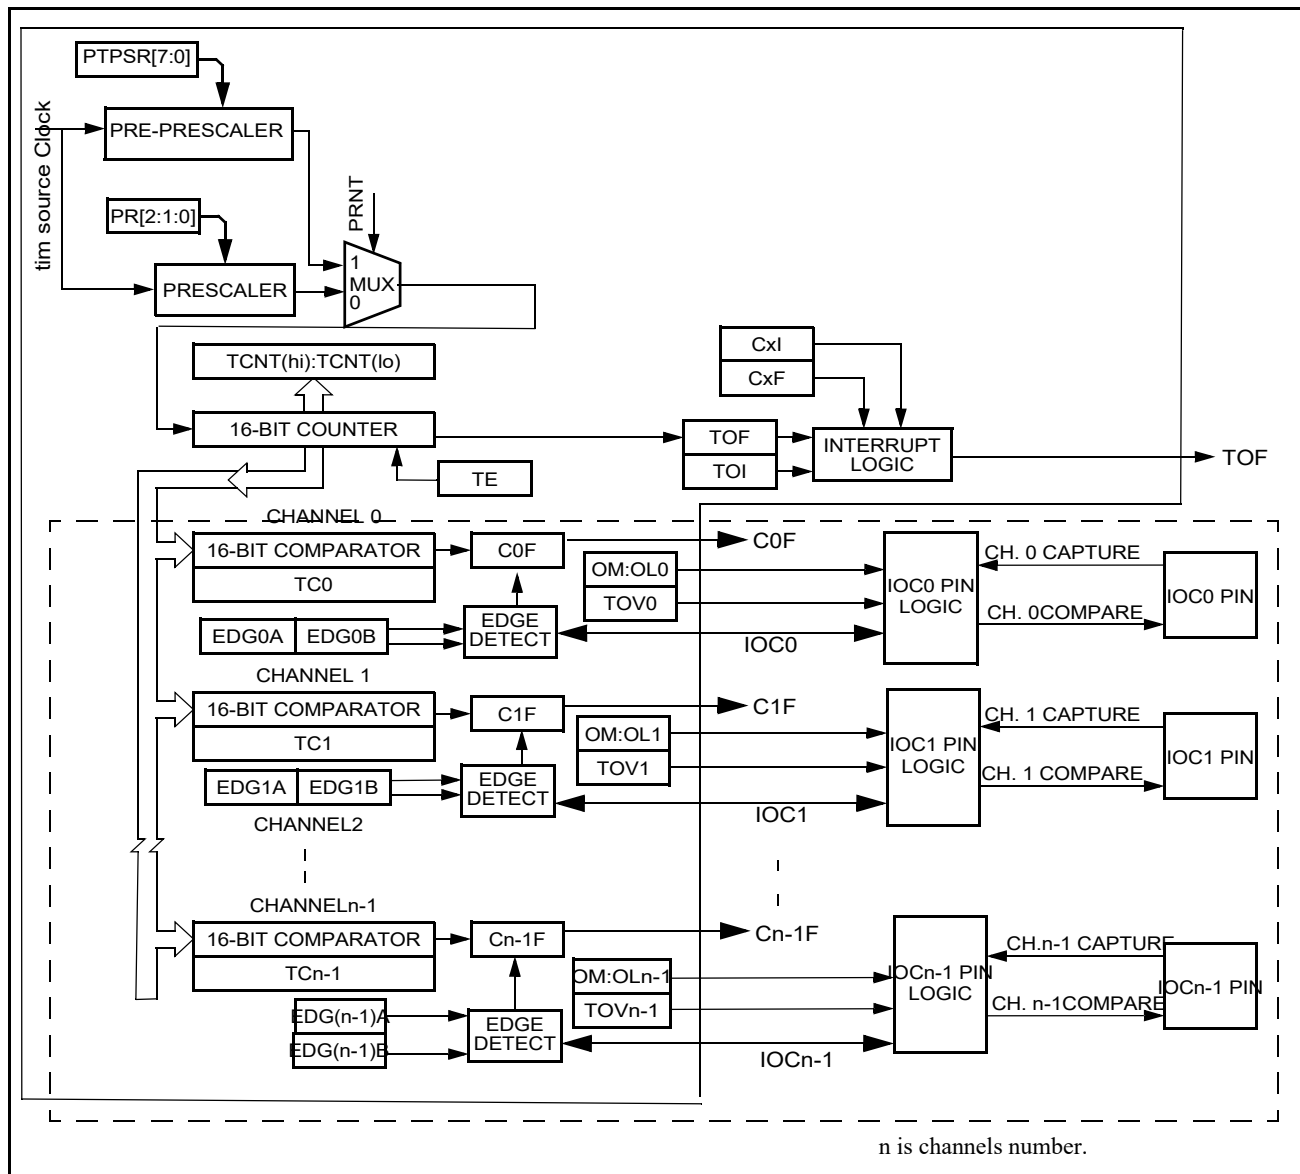 PTPSR[7:0]
tim source Clock
PRE-PRESCALER
PR[2:1:0]
PRNT
PRESCALER
1
MUX
0
TCNT(hi):TCNT(lo)
CxI
CxF
16-BIT COUNTER
TOF
TOI
INTERRUPT
LOGIC
TOF
TE
CHANNEL 0
16-BIT COMPARATOR
TC0
C0F
C0F
OM:OL0
TOV0
IOC0 PIN
LOGIC
CH. 0 CAPTURE
CH. 0COMPARE
IOC0 PIN
EDG0A
EDG0B
EDGE
DETECT
IOC0
CHANNEL 1
16-BIT COMPARATOR
TC1
C1F
C1F
OM:OL1
TOV1
IOC1 PIN
LOGIC
CH. 1 CAPTURE
CH. 1 COMPARE
IOC1 PIN
EDG1A
EDG1B
EDGE
DETECT
IOC1
CHANNEL2
CHANNELn-1
16-BIT COMPARATOR
TCn-1
Cn-1F
Cn-1F
OM:OLn-1
TOVn-1
IOCn-1 PIN
LOGIC
CH.n-1 CAPTURE
CH. n-1COMPARE
IOCn-1 PIN
EDG(n-1)A
EDG(n-1)B
EDGE
DETECT
IOCn-1
n is channels number.